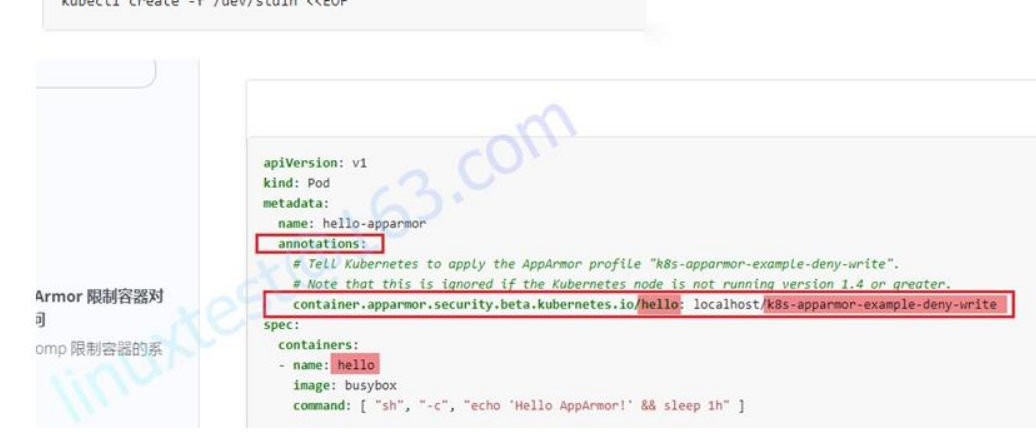 kubectl create -f /dev/stdin <<EOF
apiVersion: v1
kind: Pod
metadata:
name: hello-apparmor
annotations:
# Tell Kubernetes to apply the AppArmor profile "k8s-apparmor-example-deny-write".
# Note that this is ignored if the Kubernetes node is not running version 1.4 or greater.
container.apparmor.security.beta.kubernetes.io/hello: localhost/k8s-apparmor-example-deny-write
spec:
containers:
- name: hello
image: busybox
command: [ "sh", "-c", "echo 'Hello AppArmor!' && sleep 1h" ]
Armor 限制容器对
问
omp 限制容器的系
linuxtest@163.com